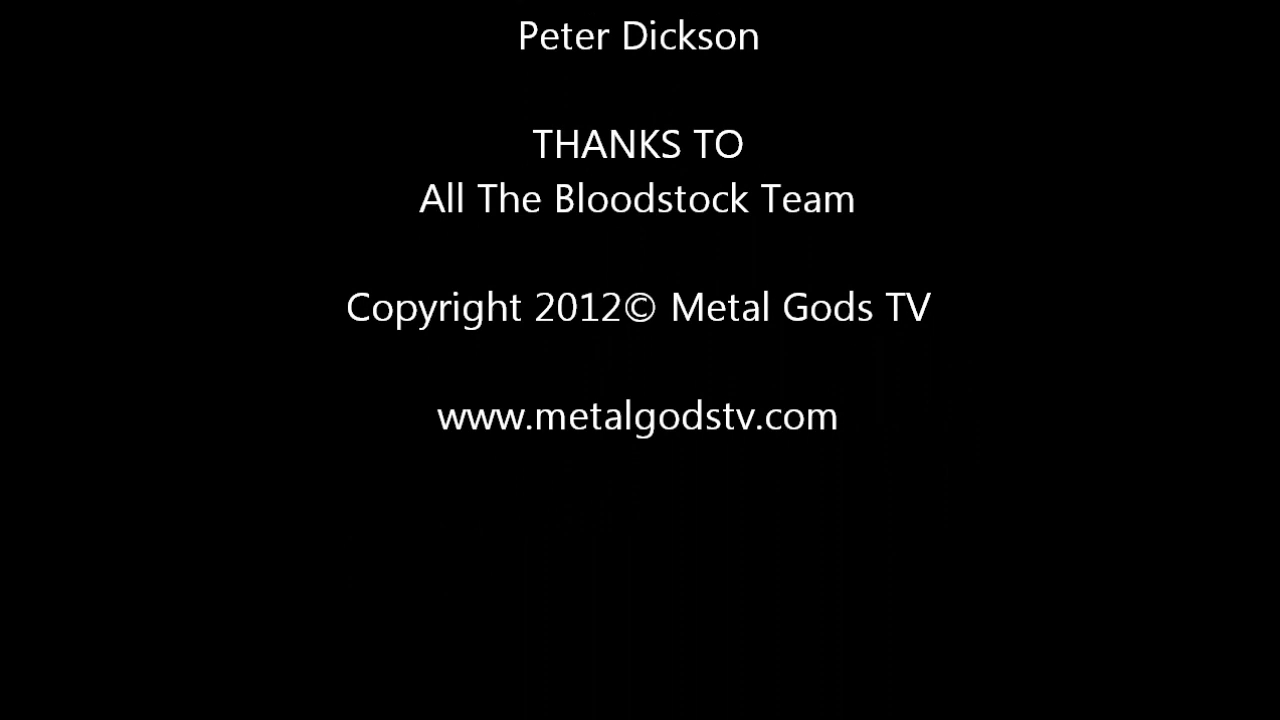 Peter Dickson
THANKS TO
All The Bloodstock Team
Copyright 2012© Metal Gods TV
www.metalgodstv.com